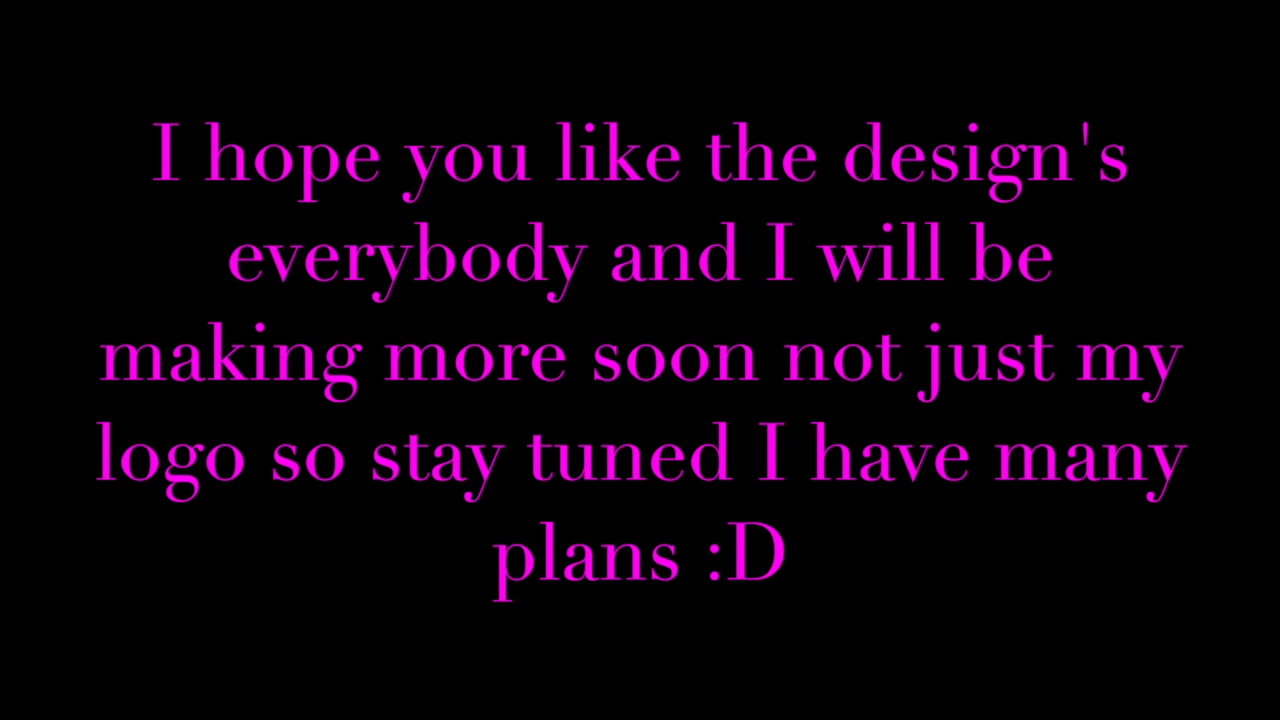 I hope you like the design's
everybody and I will be
making more soon not just my
logo so stay tuned I have many
plans :D